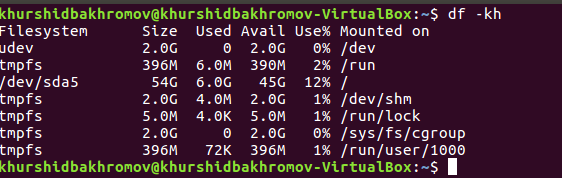 khurshidbakhromov@khurshidbakhromov-VirtualBox:~$ df -kh
Filesystem      Size  Used Avail Use% Mounted on
udev            2.0G     0  2.0G   0% /dev
tmpfs           396M  6.0M  390M   2% /run
/dev/sda5        54G  6.0G   45G  12% /
tmpfs           2.0G  4.0M  2.0G   1% /dev/shm
tmpfs           5.0M  4.0K  5.0M   1% /run/lock
tmpfs           2.0G     0  2.0G   0% /sys/fs/cgroup
tmpfs           396M   72K  396M   1% /run/user/1000
khurshidbakhromov@khurshidbakhromov-VirtualBox:~$